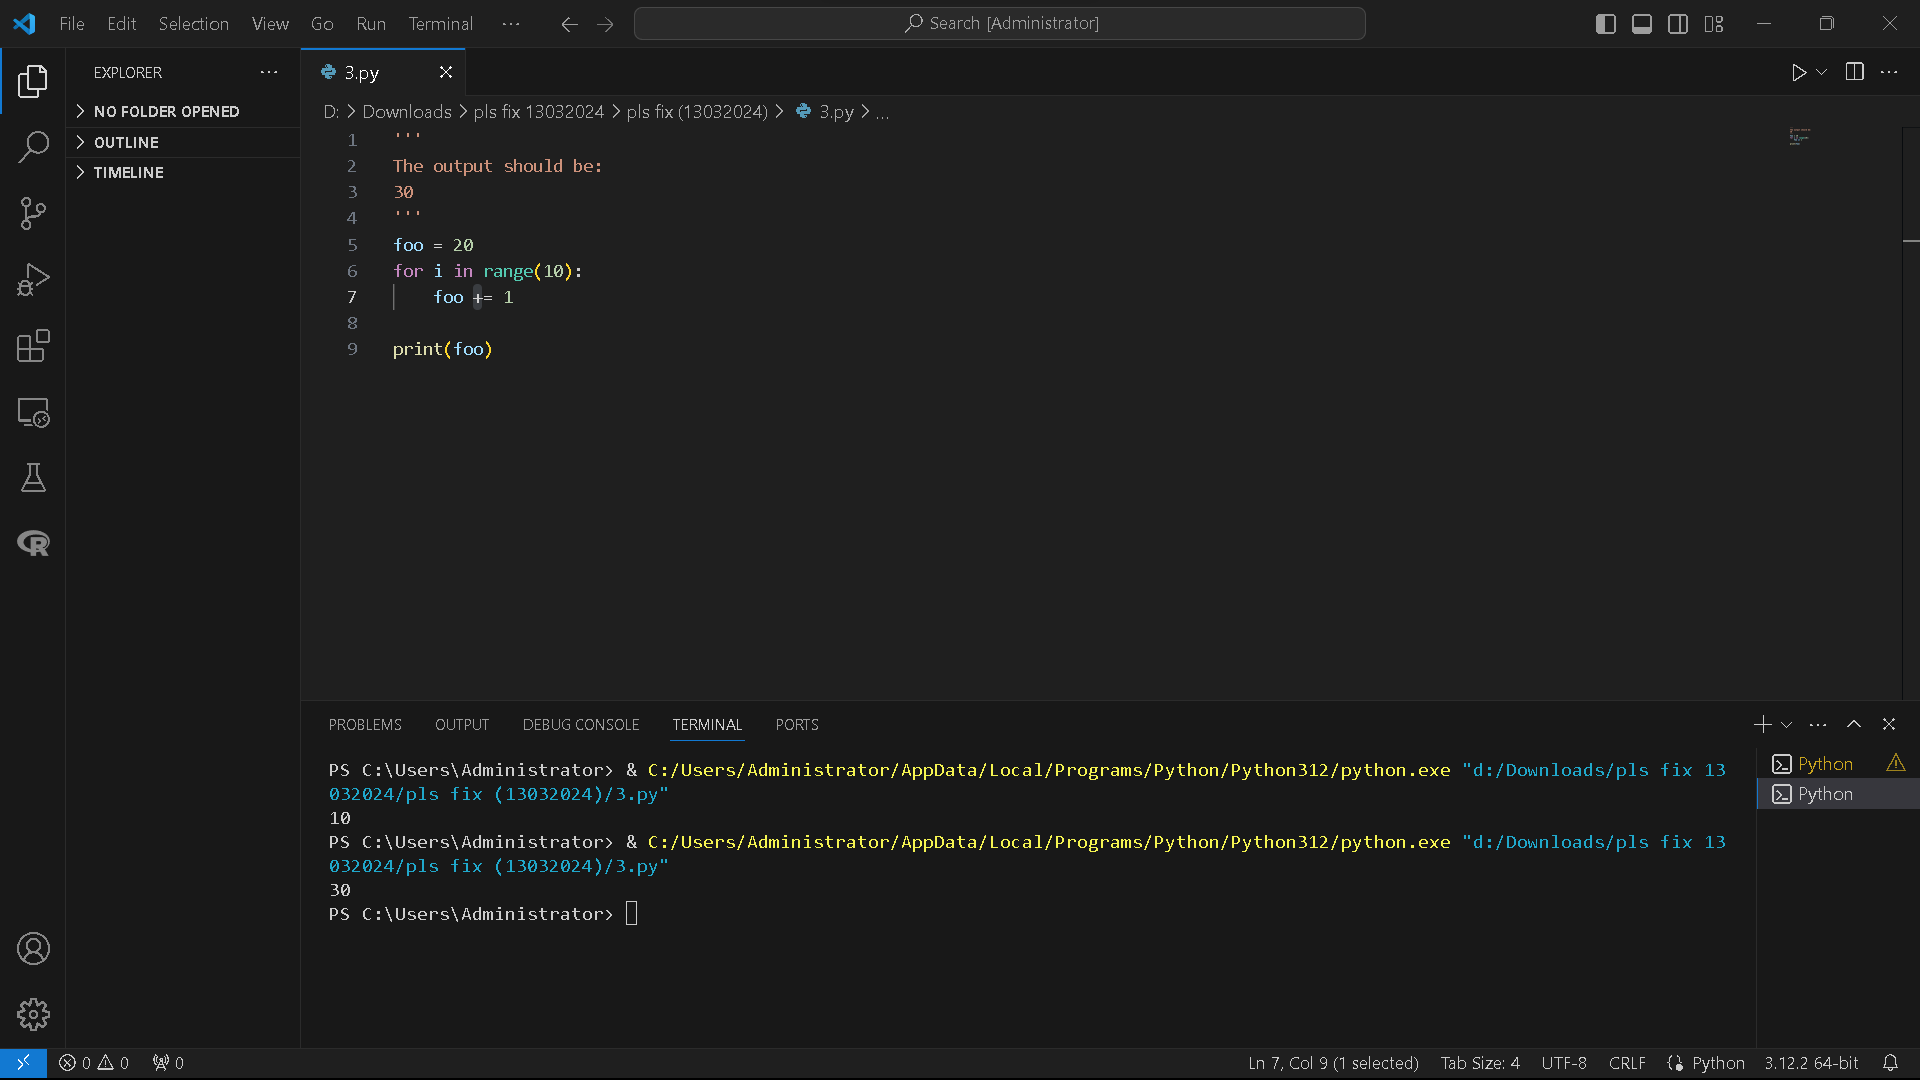 File Edit Selection View Go Run Terminal ···
Search [Administrator]
EXPLORER ···
NO FOLDER OPENED
OUTLINE
TIMELINE
3.py
D: > Downloads > pls fix 13032024 > pls fix (13032024) > 3.py > ...
1 '''
2 The output should be:
3 30
4 '''
5 foo = 20
6 for i in range(10):
7 foo += 1
8
9 print(foo)
PROBLEMS OUTPUT DEBUG CONSOLE TERMINAL PORTS
PS C:\Users\Administrator> & C:/Users/Administrator/AppData/Local/Programs/Python/Python312/python.exe "d:/Downloads/pls fix 13
032024/pls fix (13032024)/3.py"
10
PS C:\Users\Administrator> & C:/Users/Administrator/AppData/Local/Programs/Python/Python312/python.exe "d:/Downloads/pls fix 13
032024/pls fix (13032024)/3.py"
30
PS C:\Users\Administrator>
Python
Python
0 0 0
Ln 7, Col 9 (1 selected) Tab Size: 4 UTF-8 CRLF Python 3.12.2 64-bit